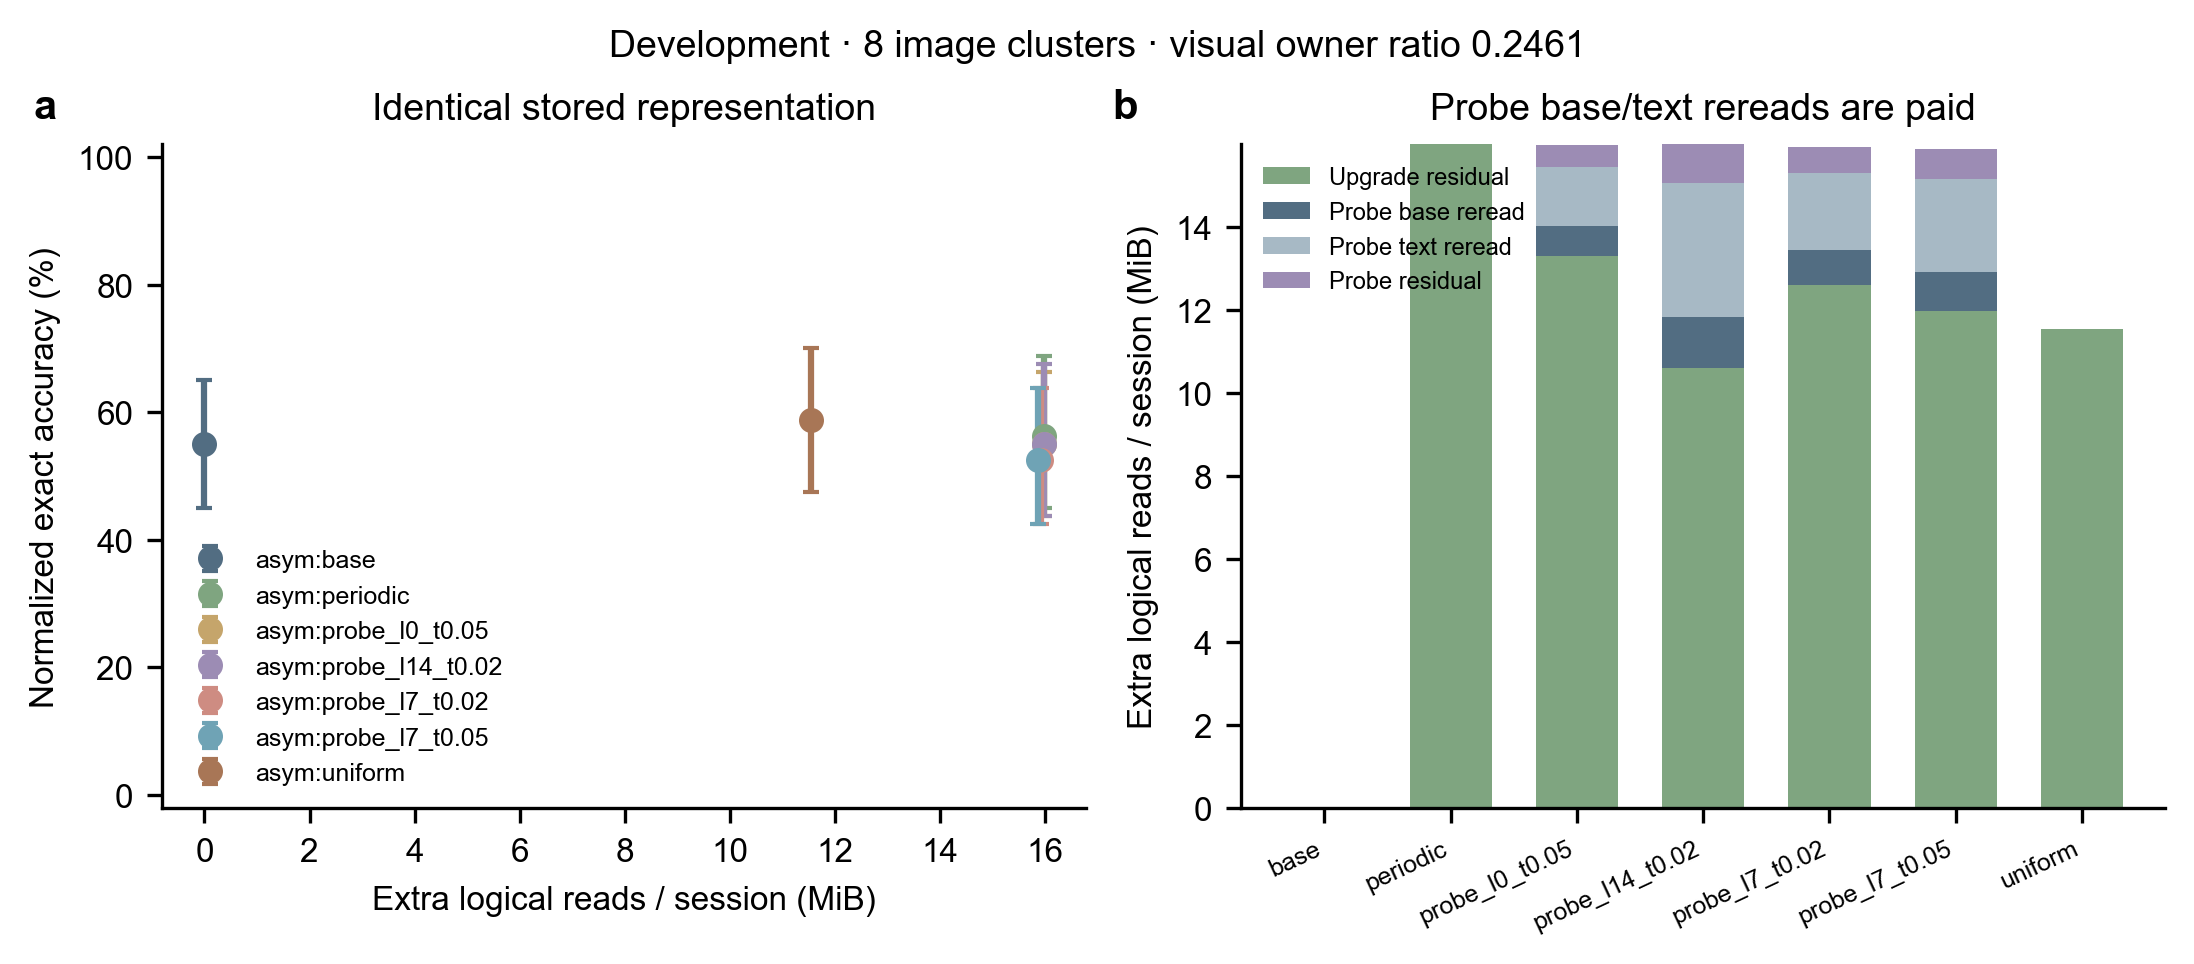 Development · 8 image clusters · visual owner ratio 0.2461
a
Identical stored representation
Normalized exact accuracy (%)
100
80
60
40
20
0
asym:base
asym:periodic
asym:probe_l0_t0.05
asym:probe_l14_t0.02
asym:probe_l7_t0.02
asym:probe_l7_t0.05
asym:uniform
0 2 4 6 8 10 12 14 16
Extra logical reads / session (MiB)
b
Probe base/text rereads are paid
Extra logical reads / session (MiB)
14
12
10
8
6
4
2
0
Upgrade residual
Probe base reread
Probe text reread
Probe residual
base
periodic
probe_l0_t0.05
probe_l14_t0.02
probe_l7_t0.02
probe_l7_t0.05
uniform